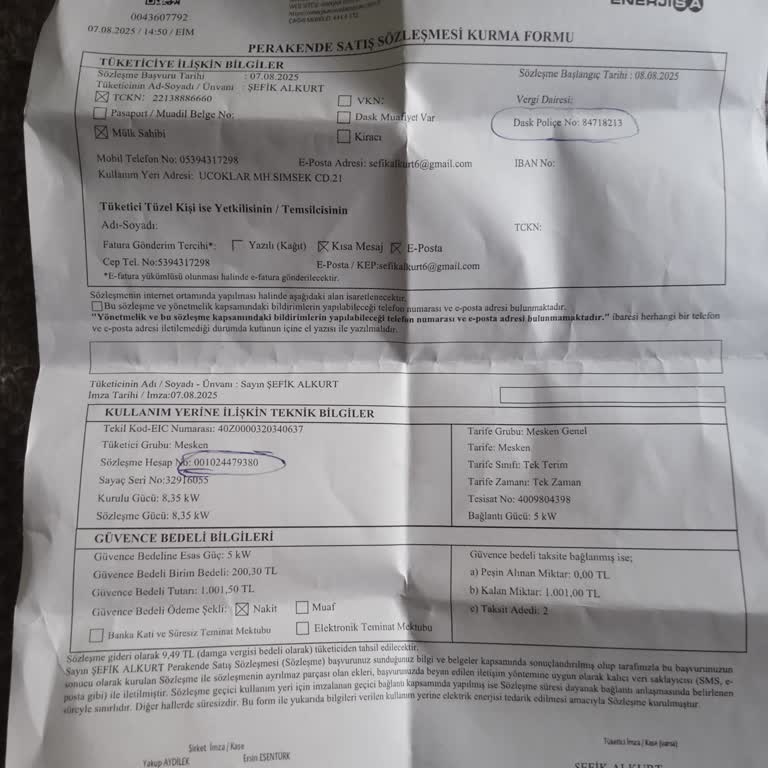 0043607792
07.08.2025 / 14:50 / EİM
ENERJİSA
PERAKENDE SATIŞ SÖZLEŞMESİ KURMA FORMU
TÜKETİCİYE İLİŞKİN BİLGİLER
Sözleşme Başvuru Tarihi : 07.08.2025
Sözleşme Başlangıç Tarihi : 08.08.2025
Tüketicinin Ad-Soyadı / Ünvanı : ŞEFİK ALKURT
TCKN: 22138886660
VKN:
Vergi Dairesi:
Pasaport / Muadil Belge No:
Dask Muafiyet Var
Dask Poliçe No: 84718213
Mülk Sahibi
Kiracı
Mobil Telefon No: 05394317298
E-Posta Adresi: sefikalkurt6@gmail.com
IBAN No:
Kullanım Yeri Adresi: UCOKLAR MH.SIMSEK CD.21
Tüketici Tüzel Kişi ise Yetkilisinin / Temsilcisinin
Adı-Soyadı:
TCKN:
Fatura Gönderim Tercihi*: Yazılı (Kağıt) Kısa Mesaj E-Posta
Cep Tel. No:5394317298
E-Posta / KEP:sefikalkurt6@gmail.com
*E-fatura yükümlüsü olunması halinde e-fatura gönderilecektir.
Sözleşmenin internet ortamında yapılması halinde aşağıdaki alan isaretlenecektir.
Bu sözleşme ve yönetmelik kapsamındaki bildirimlerin yapılabileceği telefon numarası ve e-posta adresi bulunmaktadır.
"Yönetmelik ve bu sözleşme kapsamındaki bildirimlerin yapılabileceği telefon numarası ve e-posta adresi bulunmamaktadır." ibaresi herhangi bir telefon
ve e-posta adresi iletilmediği durumda kutunun içine el yazısı ile yazılmalıdır.
Tüketicinin Adı / Soyadı - Ünvanı : Sayın ŞEFİK ALKURT
Imza Tarihi / İmza:07.08.2025
KULLANIM YERİNE İLİŞKİN TEKNİK BİLGİLER
Tekil Kod-EIC Numarası: 40Z0000320340637
Tarife Grubu: Mesken Genel
Tüketici Grubu: Mesken
Tarife: Mesken
Sözleşme Hesap No: 001024479380
Tarife Sınıfı: Tek Terim
Sayaç Seri No:32916055
Tarife Zamanı: Tek Zaman
Kurulu Gücü: 8,35 kW
Tesisat No: 4009804398
Sözleşme Gücü: 8,35 kW
Bağlantı Gücü: 5 kW
GÜVENCE BEDELİ BİLGİLERİ
Güvence Bedeline Esas Güç: 5 kW
Güvence bedeli taksite bağlanmış ise;
Güvence Bedeli Birim Bedeli: 200,30 TL
a) Peşin Alınan Miktar: 0,00 TL
Güvence Bedeli Tutarı: 1.001,50 TL
b) Kalan Miktar: 1.001,00 TL
Güvence Bedeli Ödeme Şekli: Nakit Muaf
c) Taksit Adedi: 2
Banka Kati ve Süresiz Teminat Mektubu
Elektronik Teminat Mektubu
Sözleşme gideri olarak 9,49 TL (damga vergisi bedeli olarak) tüketiciden tahsil edilecektir.
Sayın ŞEFİK ALKURT Perakende Satış Sözleşmesi (Sözleşme) başvurunuz sunduğunuz bilgi ve belgeler kapsamında sonuçlandırılmış olup tarafınızla bu başvurunuzun
sonucu olarak kurulan Sözleşme ile sözleşmenin ayrılmaz parçası olan ekleri, başvurunuzda beyan edilen iletişim yöntemine uygun olarak kalıcı veri saklayıcısı (SMS, e-
posta gibi) ile iletilmiştir. Sözleşme geçici kullanım yeri için imzalanan geçici bağlantı kapsamında yapılmış ise Sözleşme süresi dayanak bağlantı anlaşmasında belirlenen
süreyle sınırlıdır. Diğer hallerde süresizdir. Bu form ile yukarıda bilgileri verilen kullanım yerine elektrik enerjisi tedarik edilmesi amacıyla Sözleşme kurulmuştur.
Şirket İmza / Kaşe
Tüketici İmza / Kaşe (varsa)
Yakup AYDİLEK
Ersin ESENTÜRK
ŞEFİK ALKURT